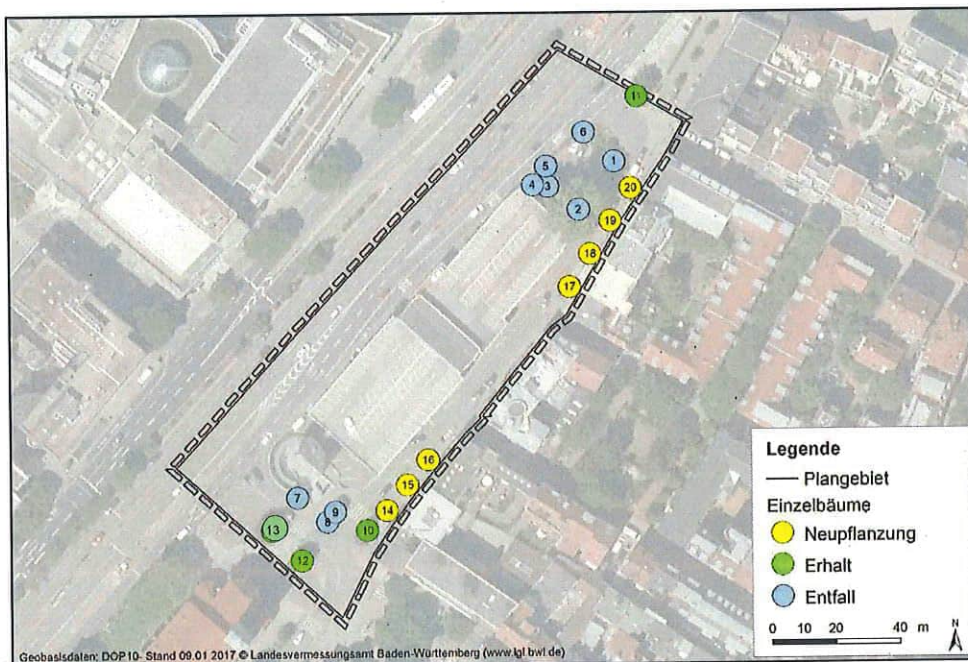 11
6
1
5
4
3
20
2
19
18
17
16
15
7
9
14
8
13
10
12
Legende
Plangebiet
Einzelbäume
Neupflanzung
Erhalt
Entfall
0 20 40 m
N
Geobasisdaten: DOP10- Stand 09.01 2017,© Landesvermessungsamt Baden-Württemberg (www.lgl bwl de)